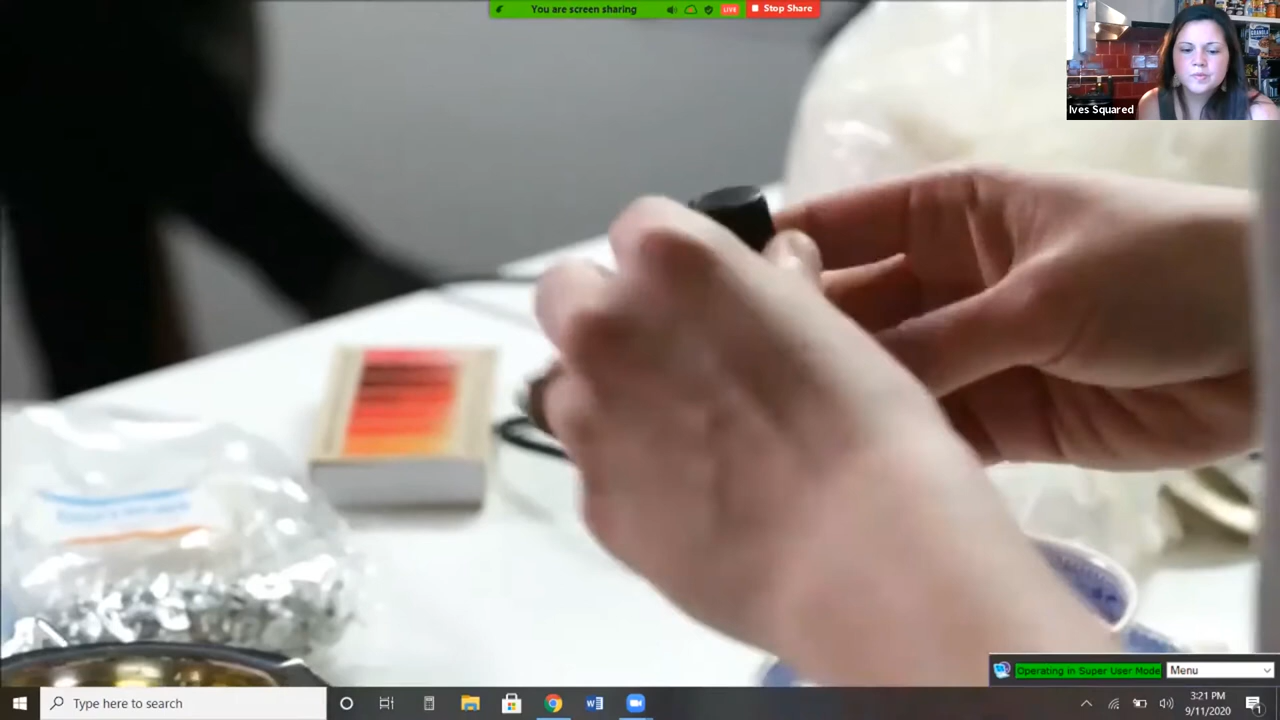 You are screen sharing
LIVE
Stop Share
Ives Squared
Operating in Super User Mode
Menu
Type here to search
3:21 PM
9/11/2020